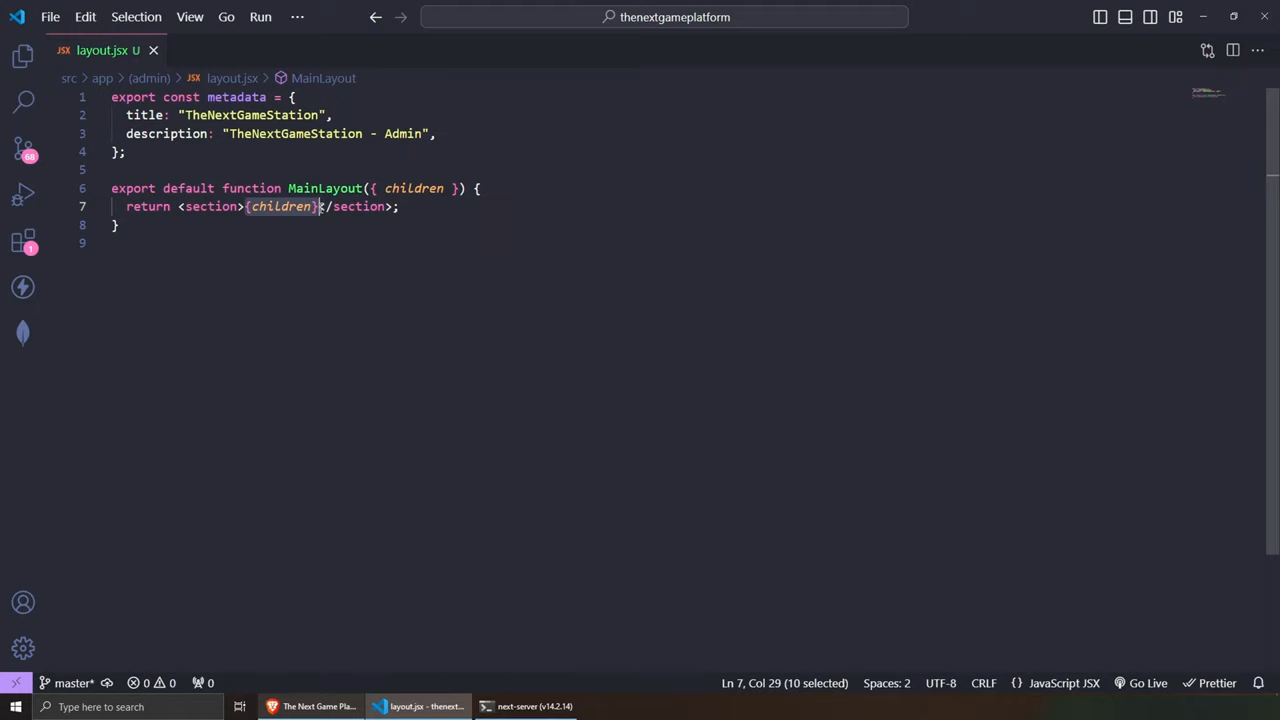 File Edit Selection View Go Run ··· thenextgameplatform
JSX layout.jsx U
src > app > (admin) > JSX layout.jsx > MainLayout
1 export const metadata = {
2 title: "TheNextGameStation",
3 description: "TheNextGameStation - Admin",
4 };
5
6 export default function MainLayout({ children }) {
7 return <section>{children}</section>;
8 }
9
68
1
master* 0 0 0 Ln 7, Col 29 (10 selected) Spaces: 2 UTF-8 CRLF {} JavaScript JSX Go Live Prettier
Type here to search The Next Game Pla... layout.jsx - thenext... next-server (v14.2.14)